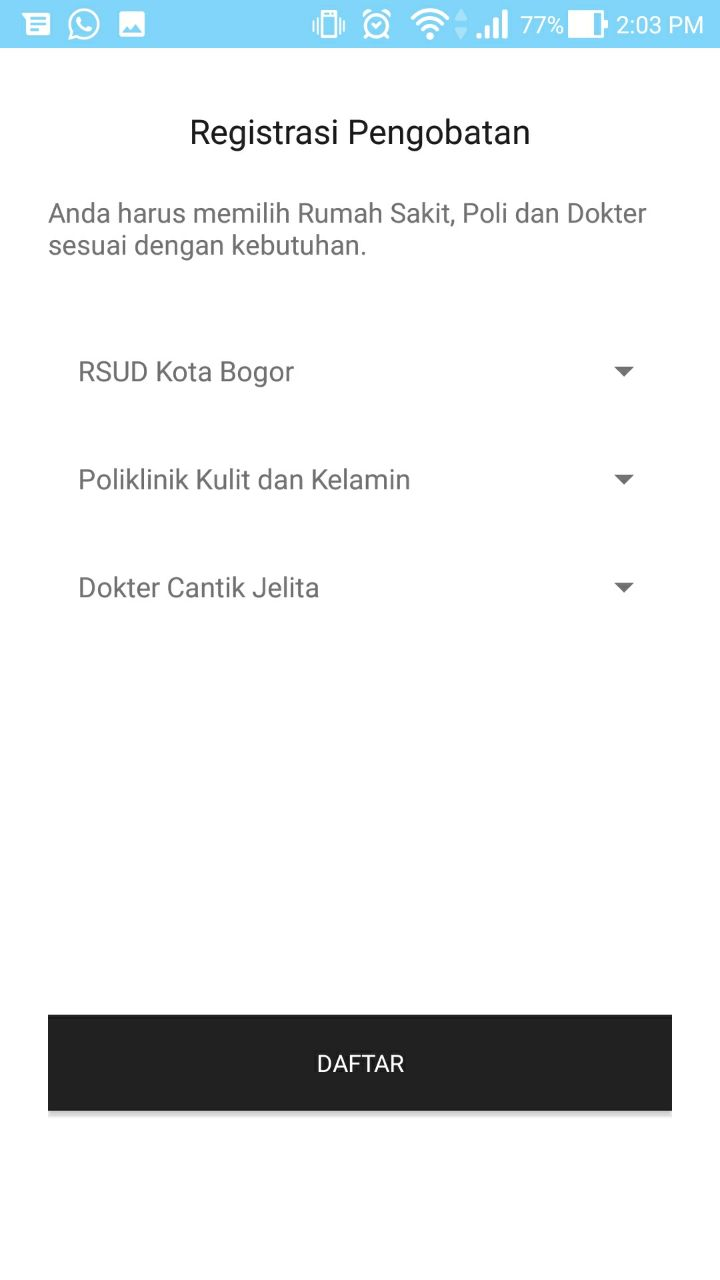 77% 2:03 PM
Registrasi Pengobatan
Anda harus memilih Rumah Sakit, Poli dan Dokter
sesuai dengan kebutuhan.
RSUD Kota Bogor
Poliklinik Kulit dan Kelamin
Dokter Cantik Jelita
DAFTAR